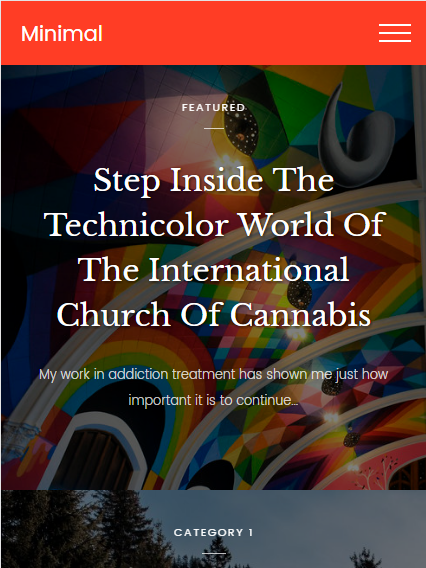 Minimal
FEATURED
Step Inside The
Technicolor World Of
The International
Church Of Cannabis
My work in addiction treatment has shown me just how
important it is to continue...
CATEGORY 1